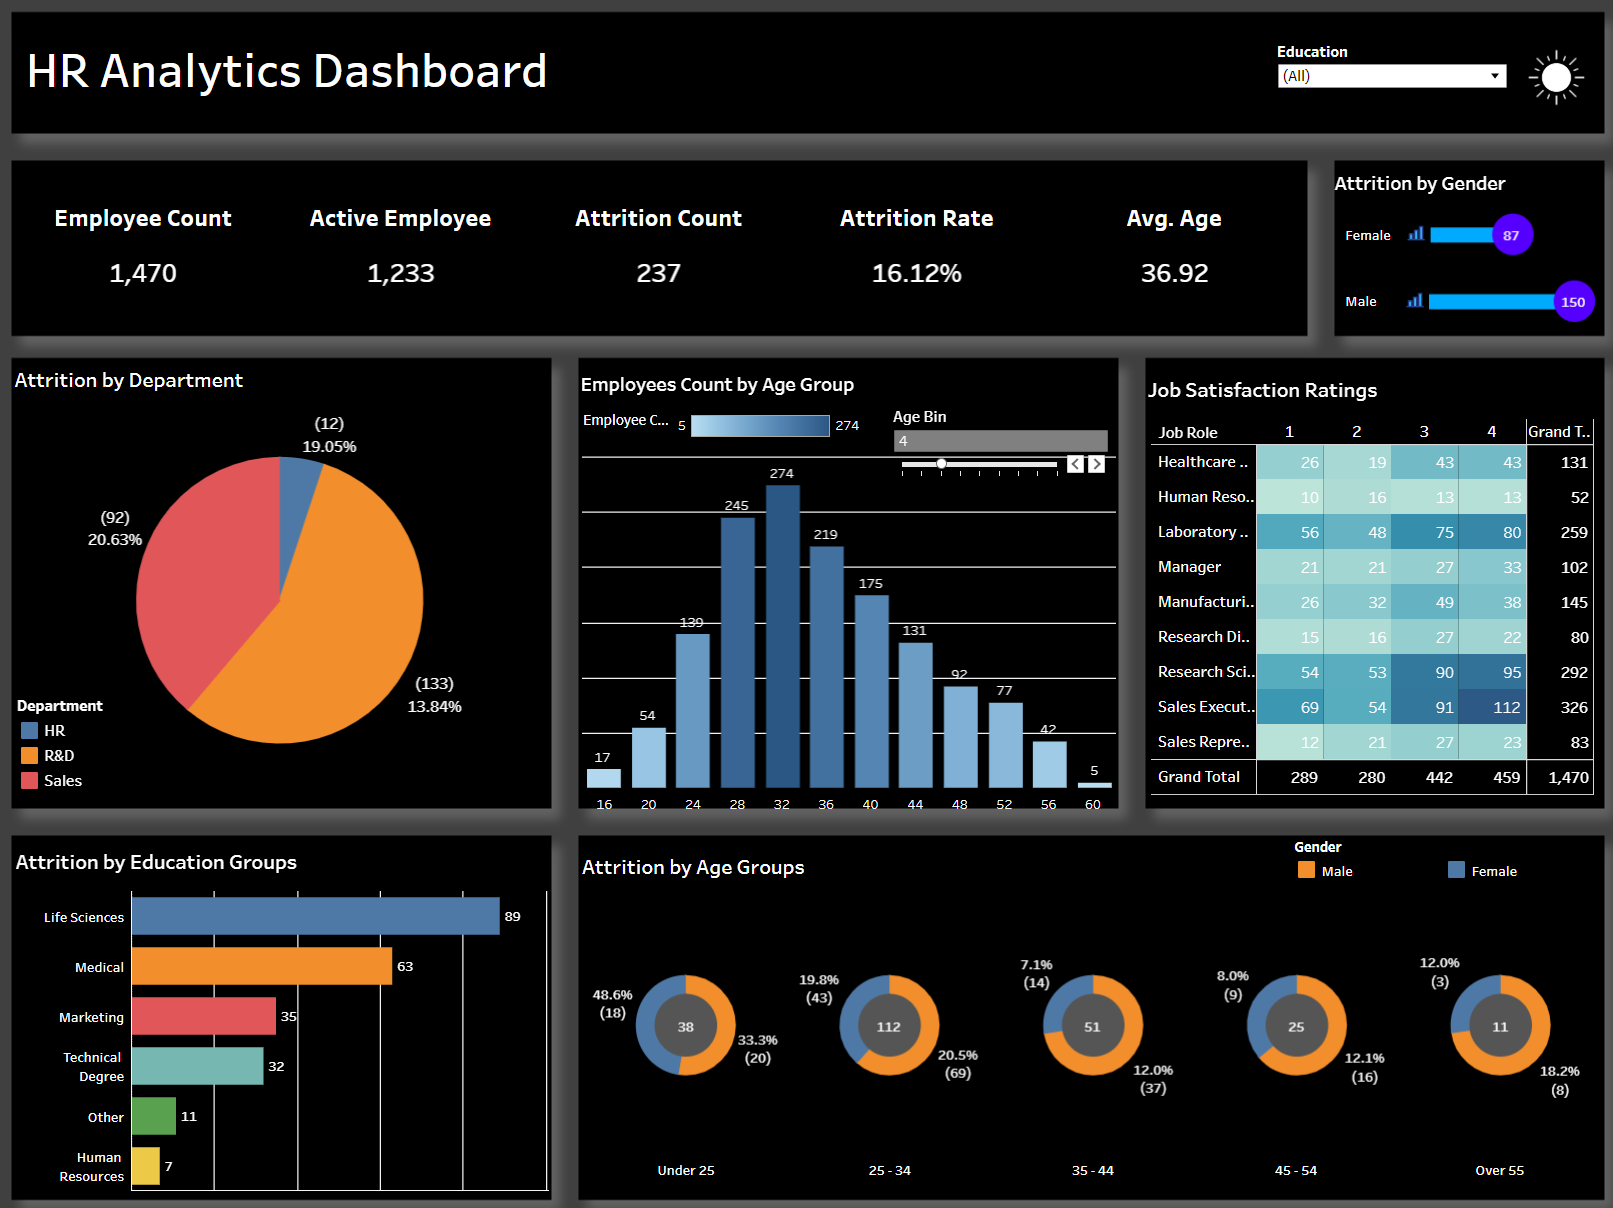 HR Analytics Dashboard
Education
(All)
Employee Count
1,470
Active Employee
1,233
Attrition Count
237
Attrition Rate
16.12%
Avg. Age
36.92
Attrition by Gender
Female 87
Male 150
Attrition by Department
(12)
19.05%
(92)
20.63%
(133)
13.84%
Department
HR
R&D
Sales
Employees Count by Age Group
Employee C... 5 274
Age Bin
4
17 54 139 245 274 219 175 131 92 77 42 5
16 20 24 28 32 36 40 44 48 52 56 60
Job Satisfaction Ratings
Job Role 1 2 3 4 Grand T..
Healthcare .. 26 19 43 43 131
Human Reso.. 10 16 13 13 52
Laboratory .. 56 48 75 80 259
Manager 21 21 27 33 102
Manufacturi.. 26 32 49 38 145
Research Di.. 15 16 27 22 80
Research Sci.. 54 53 90 95 292
Sales Execut.. 69 54 91 112 326
Sales Repre.. 12 21 27 23 83
Grand Total 289 280 442 459 1,470
Attrition by Education Groups
Life Sciences 89
Medical 63
Marketing 35
Technical
Degree 32
Other 11
Human
Resources 7
Attrition by Age Groups
Gender
Male Female
48.6%
(18)
38
33.3%
(20)
Under 25
19.8%
(43)
112
20.5%
(69)
25 - 34
7.1%
(14)
51
12.0%
(37)
35 - 44
8.0%
(9)
25
12.1%
(16)
45 - 54
12.0%
(3)
11
18.2%
(8)
Over 55